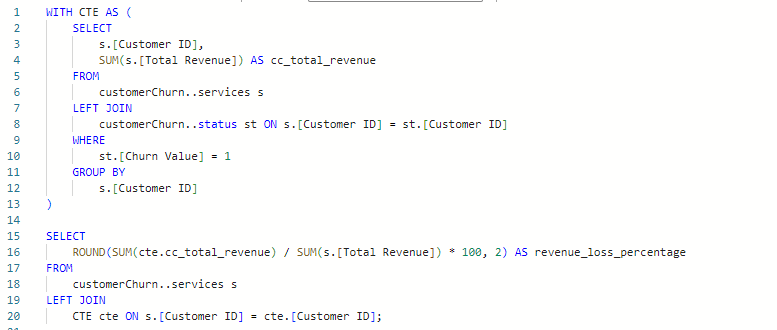 1 WITH CTE AS (
2 SELECT
3 s.[Customer ID],
4 SUM(s.[Total Revenue]) AS cc_total_revenue
5 FROM
6 customerChurn..services s
7 LEFT JOIN
8 customerChurn..status st ON s.[Customer ID] = st.[Customer ID]
9 WHERE
10 st.[Churn Value] = 1
11 GROUP BY
12 s.[Customer ID]
13 )
14
15 SELECT
16 ROUND(SUM(cte.cc_total_revenue) / SUM(s.[Total Revenue]) * 100, 2) AS revenue_loss_percentage
17 FROM
18 customerChurn..services s
19 LEFT JOIN
20 CTE cte ON s.[Customer ID] = cte.[Customer ID];